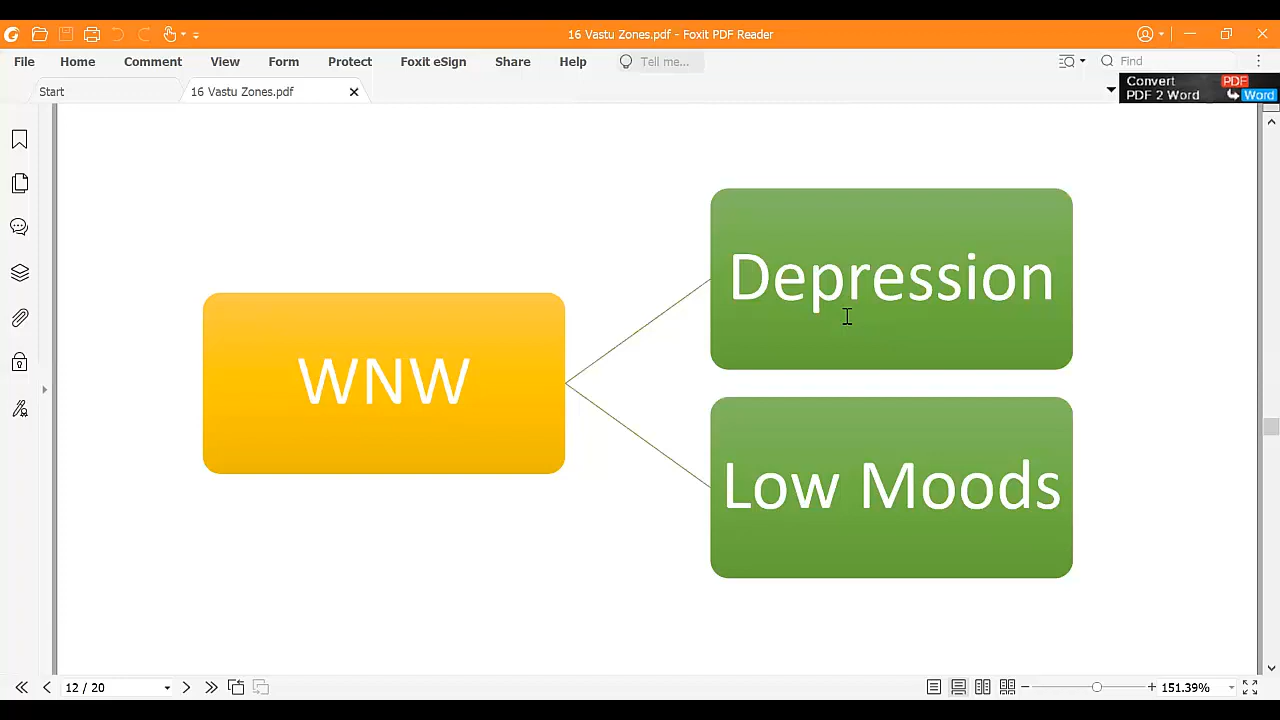 16 Vastu Zones.pdf - Foxit PDF Reader
File Home Comment View Form Protect Foxit eSign Share Help Tell me... Find
Start 16 Vastu Zones.pdf
Convert PDF
PDF 2 Word Word
Depression
WNW
Low Moods
12 / 20
151.39%